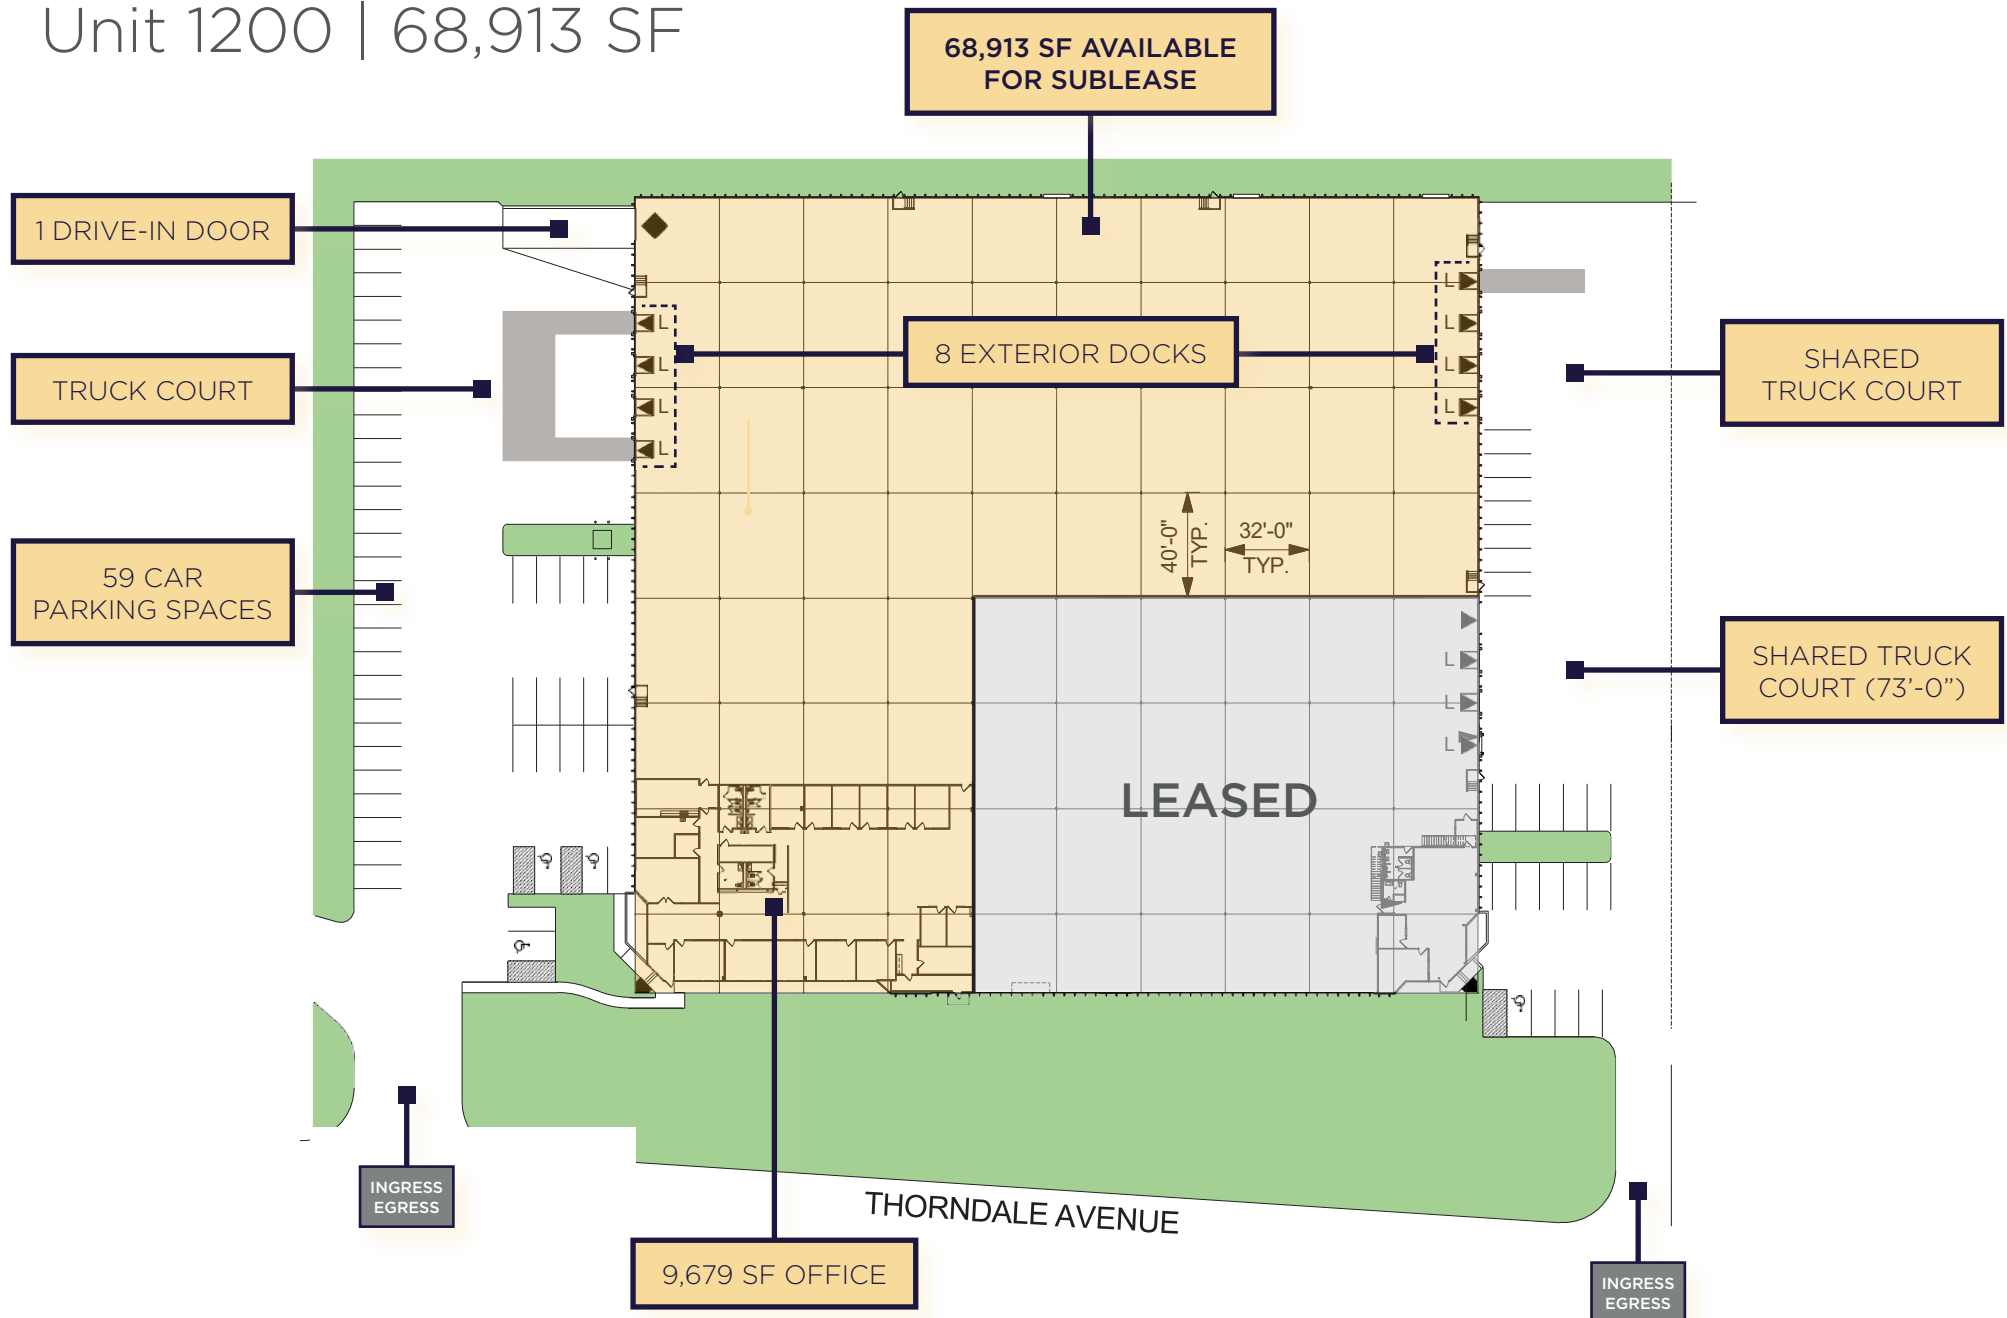 Unit 1200 | 68,913 SF
68,913 SF AVAILABLE
FOR SUBLEASE
1 DRIVE-IN DOOR
TRUCK COURT
59 CAR
PARKING SPACES
8 EXTERIOR DOCKS
L
L
L
L
L
L
L
L
SHARED
TRUCK COURT
40'-0"
TYP.
32'-0"
TYP.
SHARED TRUCK
COURT (73'-0”)
L
L
L
LEASED
INGRESS
EGRESS
THORNDALE AVENUE
9,679 SF OFFICE
INGRESS
EGRESS